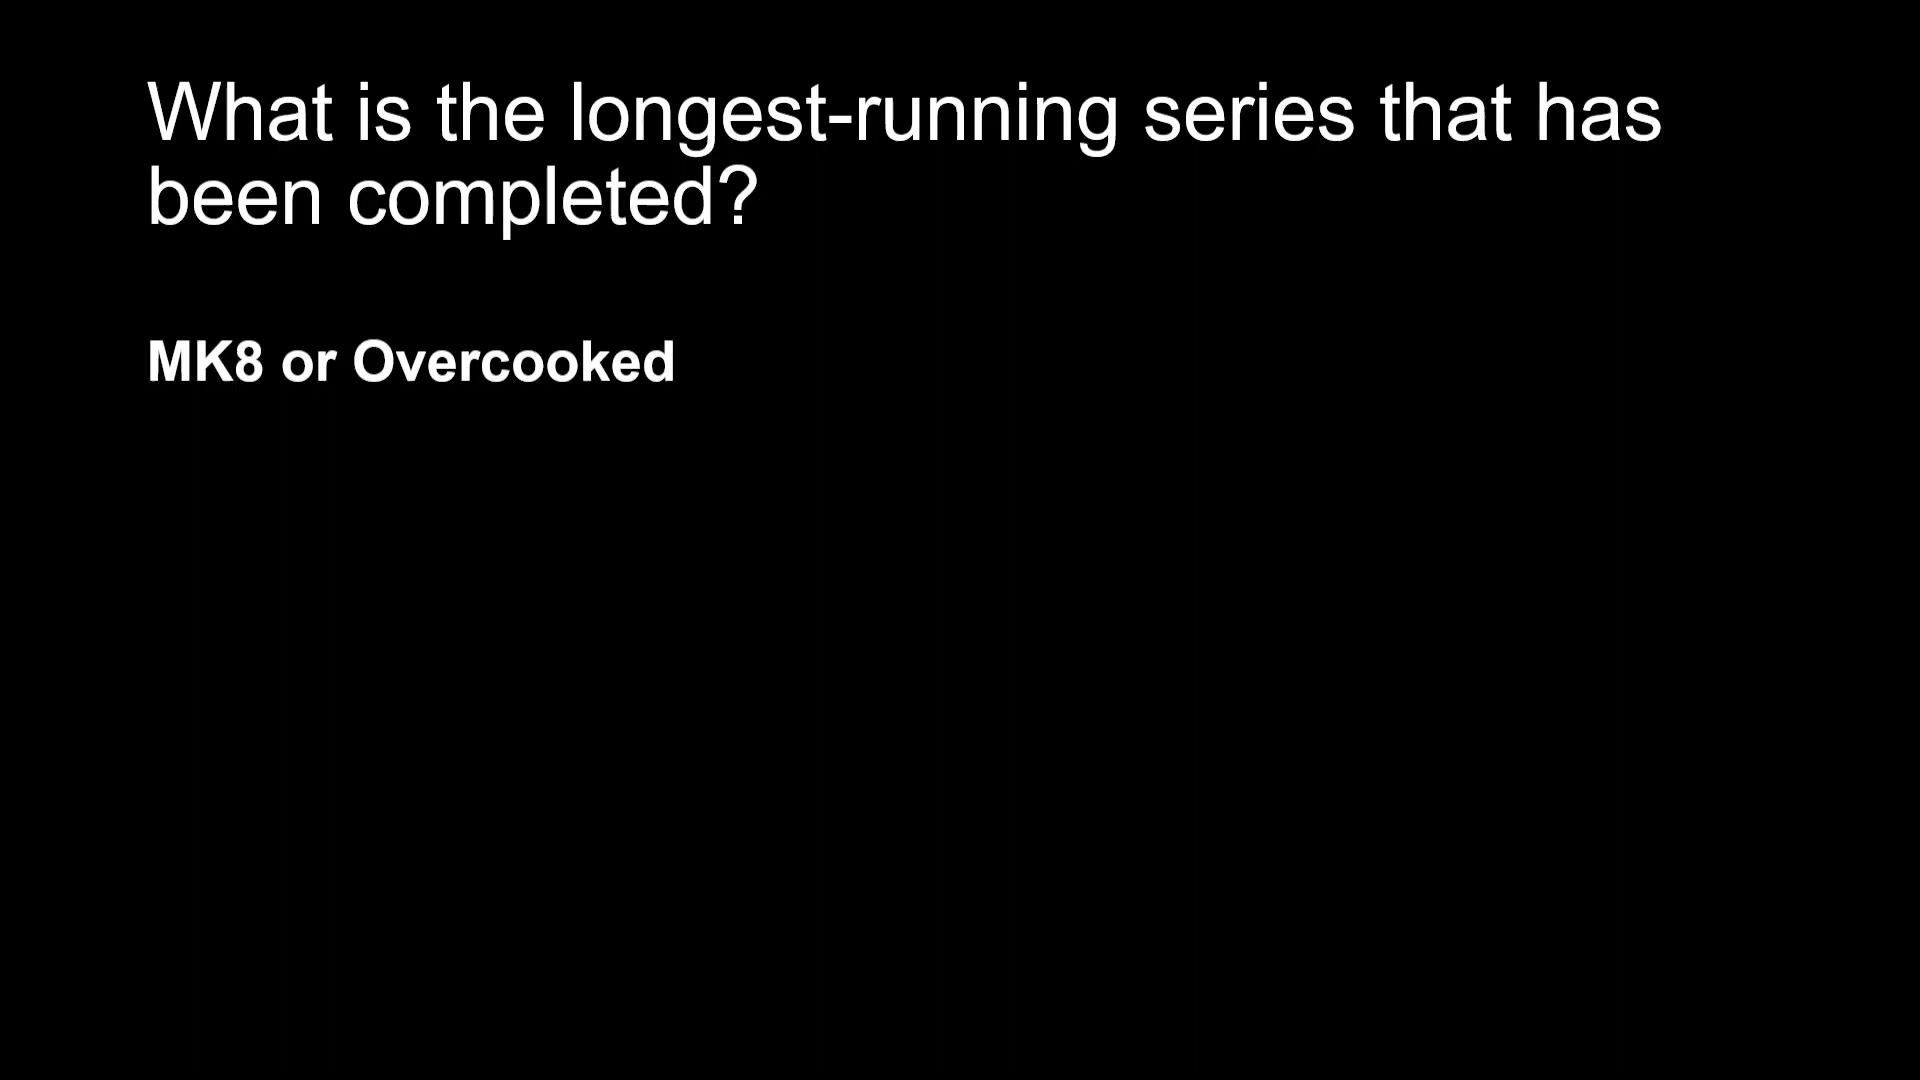 What is the longest-running series that has
been completed?
MK8 or Overcooked